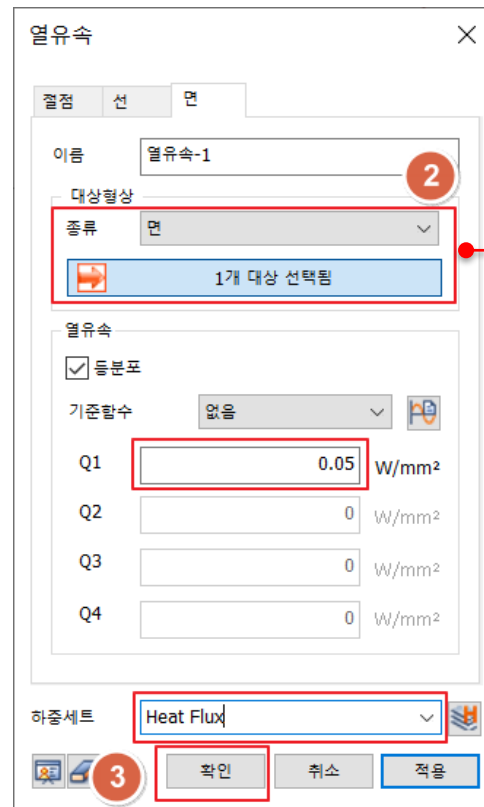 열유속
절점 선 면
이름 열유속-1
2
대상형상
종류 면
1개 대상 선택됨
열유속
등분포
기준함수 없음
Q1 0.05 W/mm²
Q2 0 W/mm²
Q3 0 W/mm²
Q4 0 W/mm²
하중세트 Heat Flux
3 확인 취소 적용